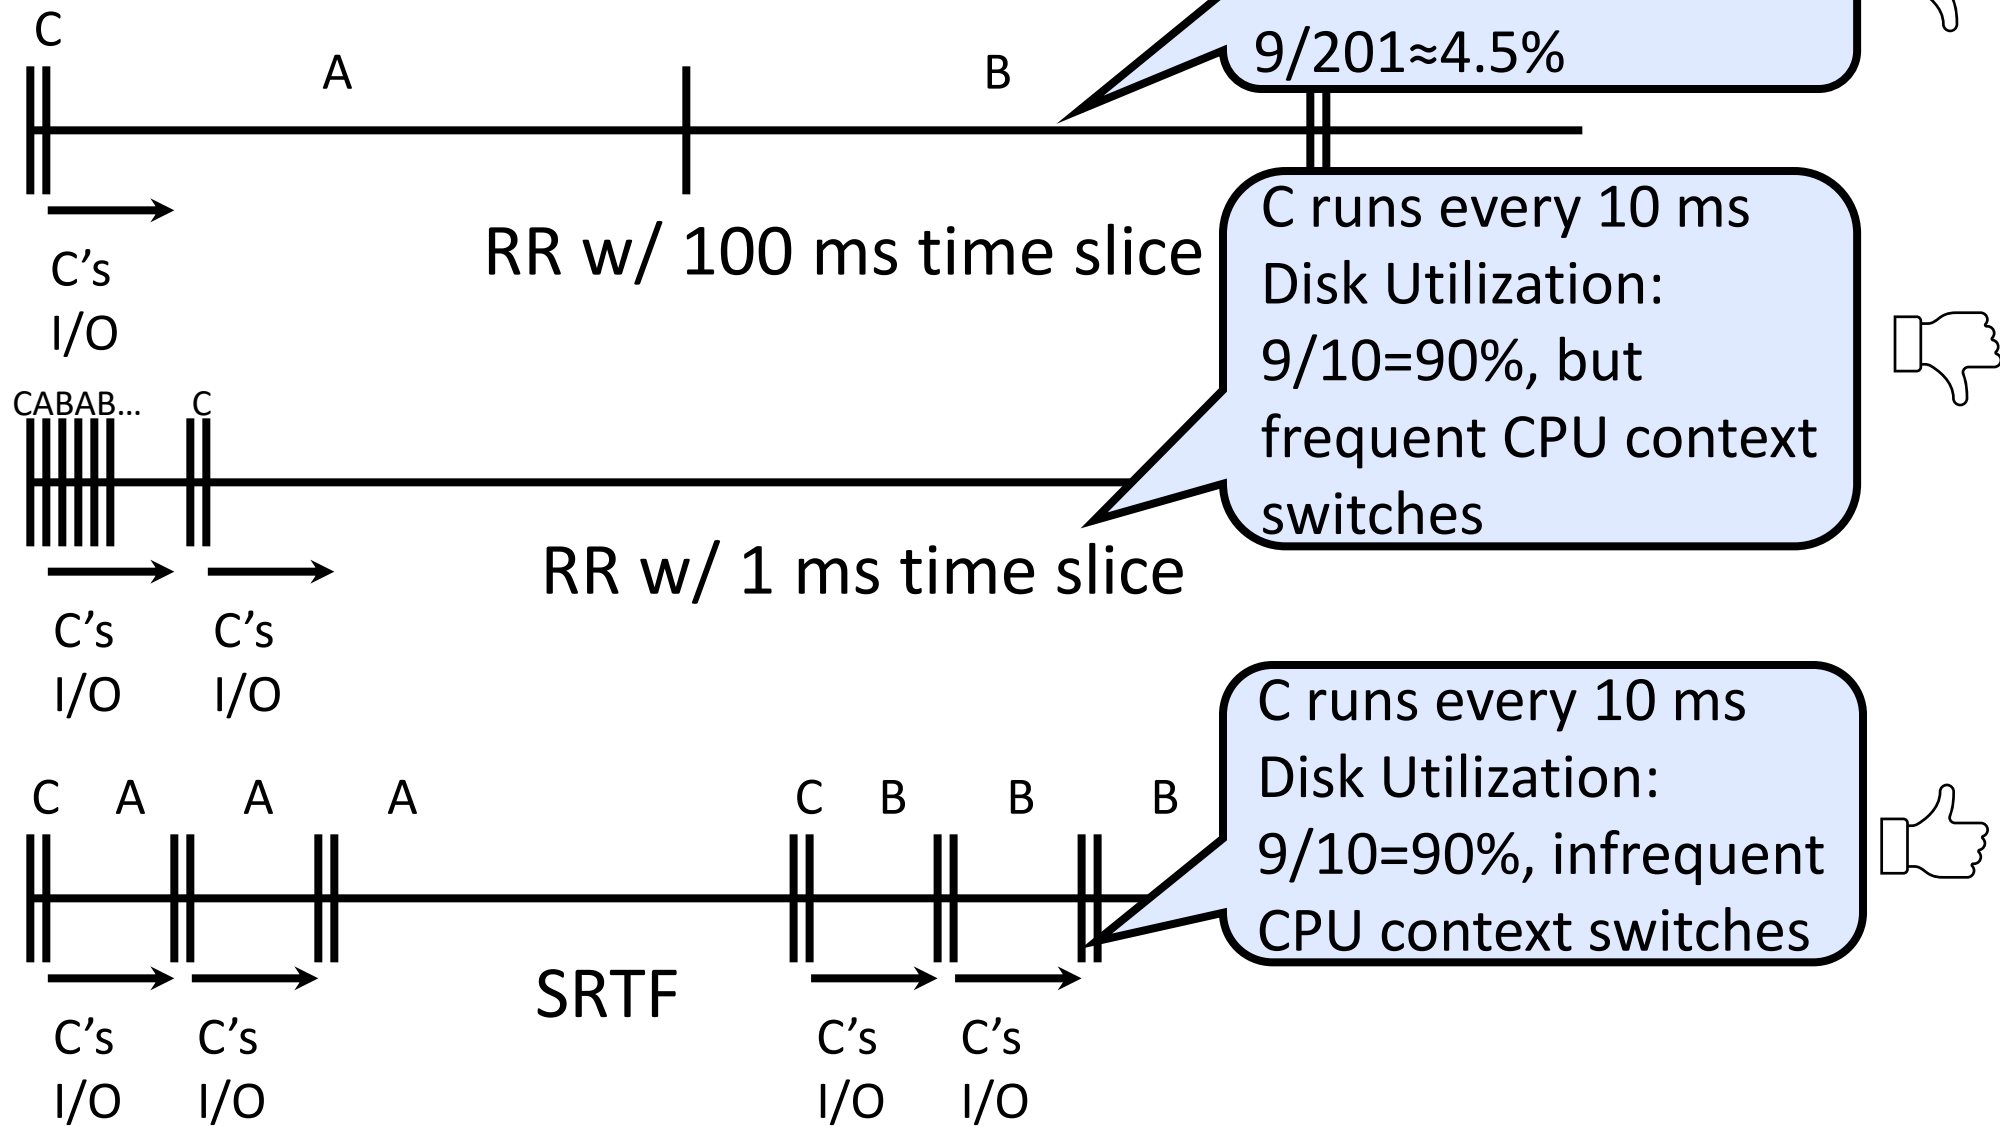 C
A
B
9/201≈4.5%
C's
I/O
RR w/ 100 ms time slice
C runs every 10 ms
Disk Utilization:
9/10=90%, but
frequent CPU context
switches
CABAB…
C
C’s
I/O
C’s
I/O
RR w/ 1 ms time slice
C runs every 10 ms
Disk Utilization:
9/10=90%, infrequent
CPU context switches
C
A
A
A
C
B
B
B
C’s
I/O
C’s
I/O
SRTF
C’s
I/O
C’s
I/O